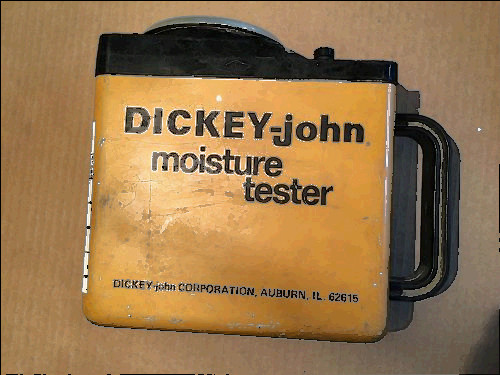 DICKEY-john
moisture
tester
DICKEY-john CORPORATION, AUBURN, IL. 62615